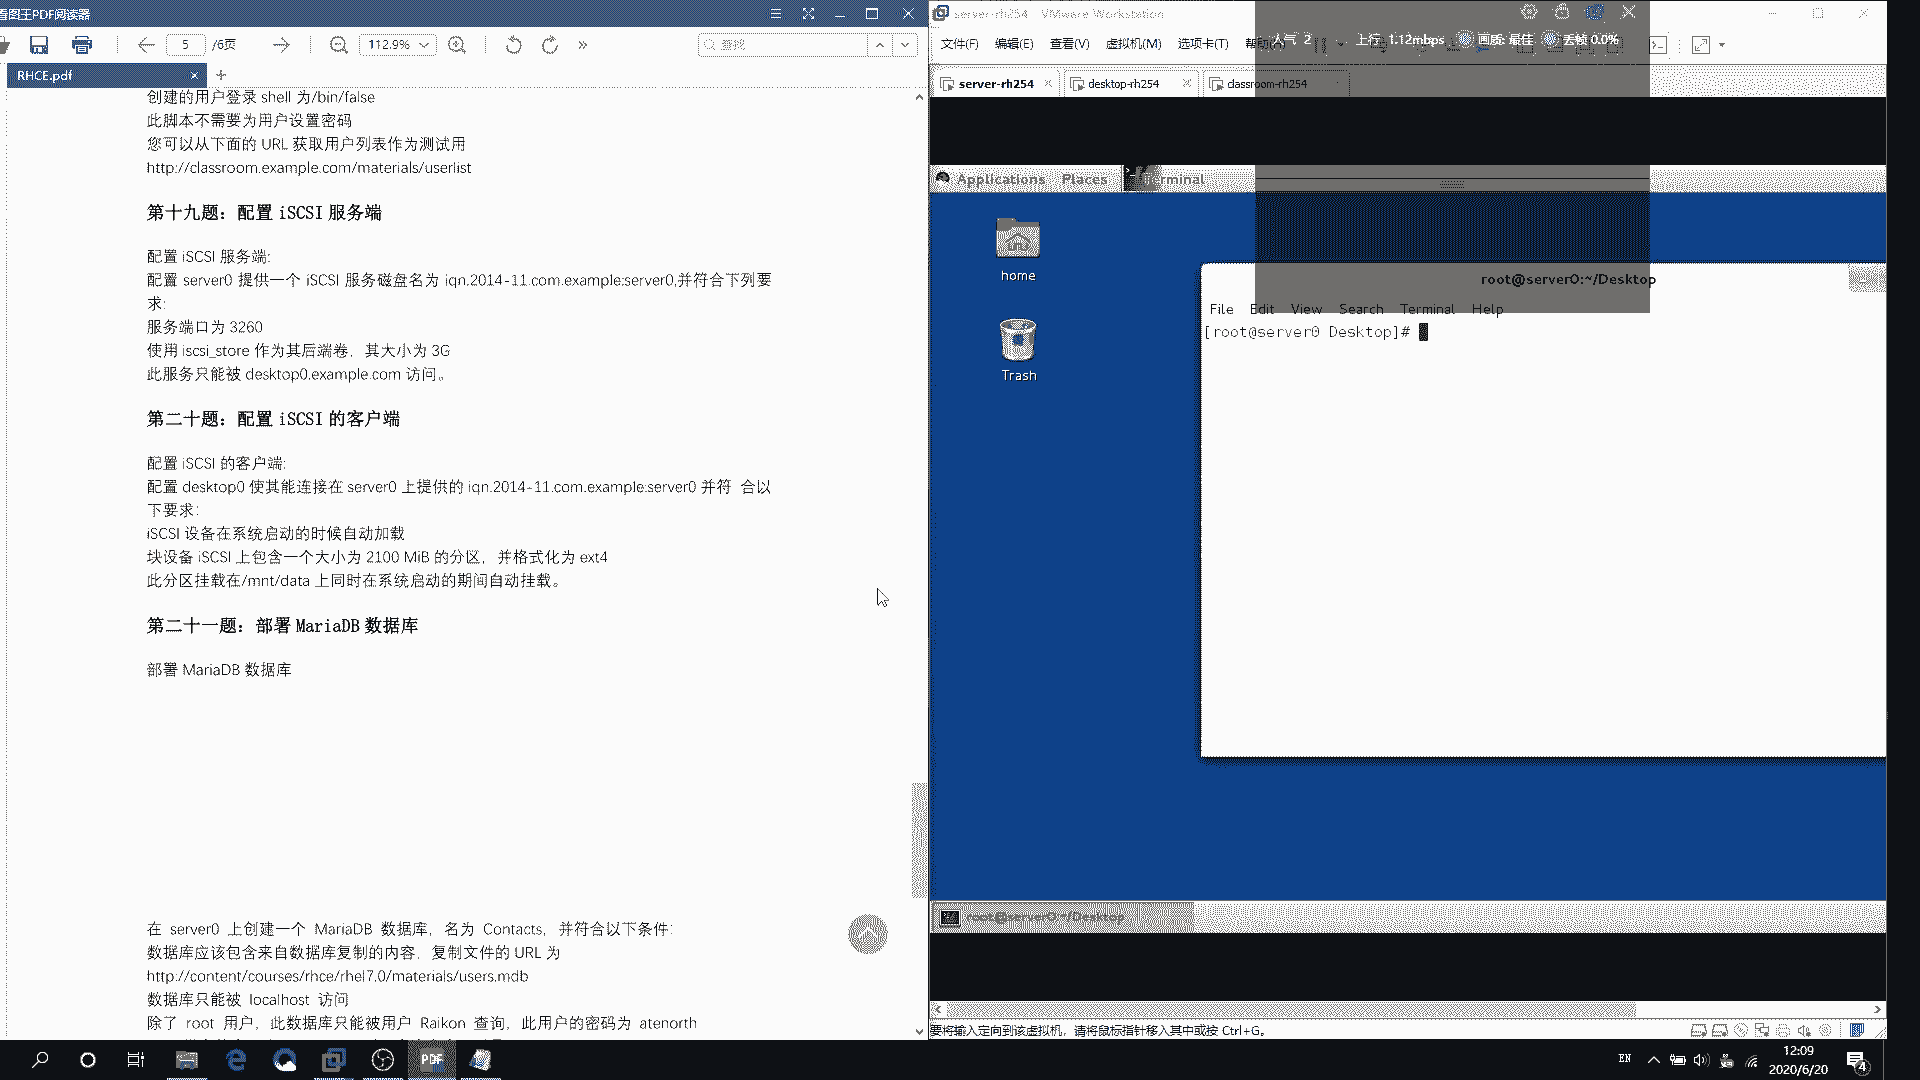 看图王PDF阅读器
5 /6页
112.9%
查找
RHCE.pdf
创建的用户登录 shell 为/bin/false
此脚本不需要为用户设置密码
您可以从下面的 URL 获取用户列表作为测试用
http://classroom.example.com/materials/userlist
第十九题：配置 iSCSI 服务端
配置 iSCSI 服务端:
配置 server0 提供一个 iSCSI 服务磁盘名为 iqn.2014-11.com.example:server0,并符合下列要
求:
服务端口为 3260
使用 iscsi_store 作为其后端卷，其大小为 3G
此服务只能被 desktop0.example.com 访问。
第二十题：配置 iSCSI 的客户端
配置 iSCSI 的客户端:
配置 desktop0 使其能连接在 server0 上提供的 iqn.2014-11.com.example:server0 并符 合以
下要求:
iSCSI 设备在系统启动的时候自动加载
块设备 iSCSI 上包含一个大小为 2100 MiB 的分区，并格式化为 ext4
此分区挂载在/mnt/data 上同时在系统启动的期间自动挂载。
第二十一题：部署 MariaDB 数据库
部署 MariaDB 数据库
在 server0 上创建一个 MariaDB 数据库，名为 Contacts，并符合以下条件:
数据库应该包含来自数据库复制的内容，复制文件的 URL 为
http://content/courses/rhce/rhel7.0/materials/users.mdb
数据库只能被 localhost 访问
除了 root 用户，此数据库只能被用户 Raikon 查询，此用户的密码为 atenorth
server-rh254 - VMware Workstation
文件(F) 编辑(E) 查看(V) 虚拟机(M) 选项卡(T)
人气 2 上行: 1.12mbps 画质: 最佳 丢帧 0.0%
server-rh254 desktop-rh254 classroom-rh254
Applications Places Terminal
home
Trash
root@server0:~/Desktop
File Edit View Search Terminal Help
[root@server0 Desktop]#
root@server0:~/Desktop
要将输入定向到该虚拟机，请将鼠标指针移入其中或按 Ctrl+G。
PDF
EN
12:09
2020/6/20
4